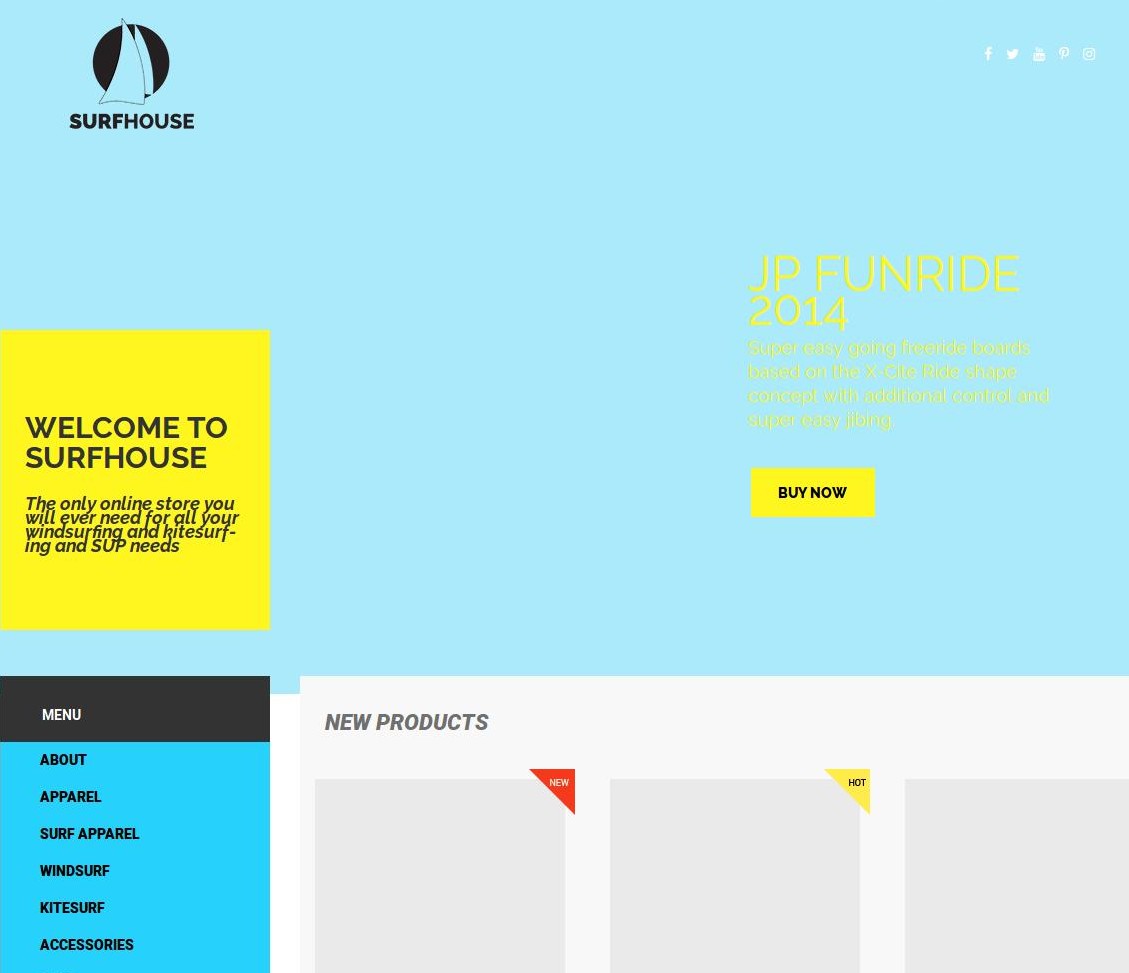 SURFHOUSE
JP FUNRIDE
2014
Super easy going freeride boards
based on the X-Cite Ride shape
concept with additional control and
super easy jibing
BUY NOW
WELCOME TO
SURFHOUSE
The only online store you
will ever need for all your
windsurfing and kitesurf-
ing and SUP needs
MENU
ABOUT
APPAREL
SURF APPAREL
WINDSURF
KITESURF
ACCESSORIES
NEW PRODUCTS
NEW
HOT